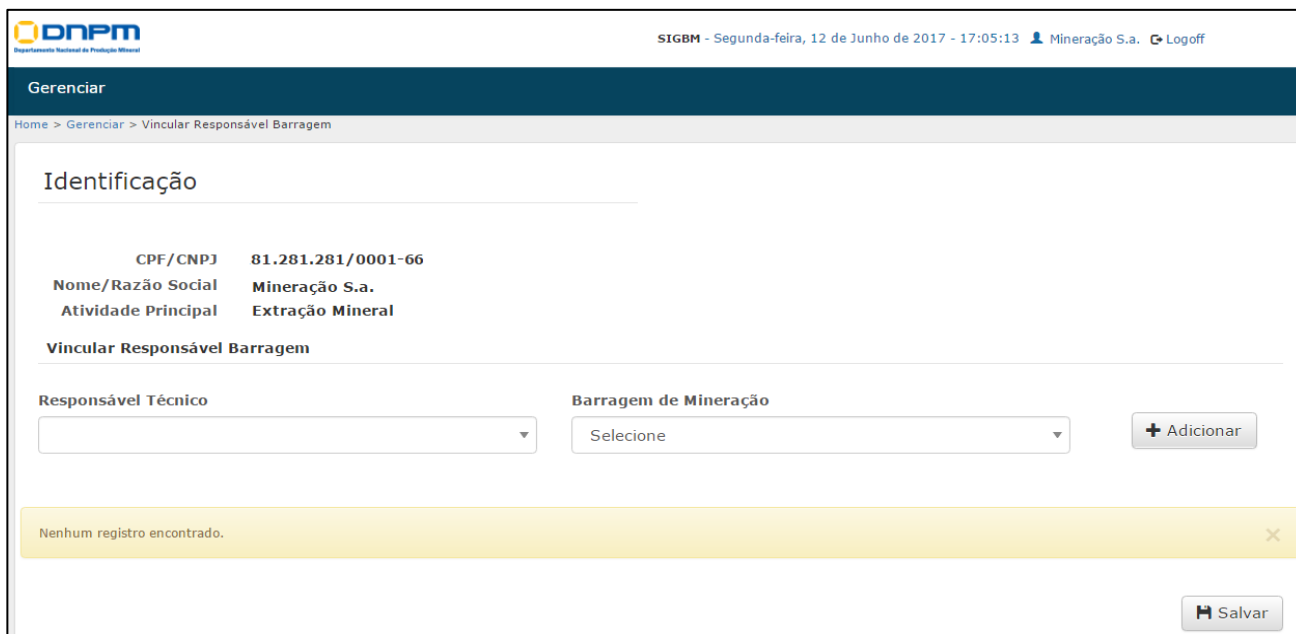 DNPM
Departamento Nacional de Produção Mineral
SIGBM - Segunda-feira, 12 de Junho de 2017 - 17:05:13 Mineração S.a. Logoff
Gerenciar
Home > Gerenciar > Vincular Responsável Barragem
Identificação
CPF/CNPJ 81.281.281/0001-66
Nome/Razão Social Mineração S.a.
Atividade Principal Extração Mineral
Vincular Responsável Barragem
Responsável Técnico Barragem de Mineração
Selecione
+ Adicionar
Nenhum registro encontrado. ×
Salvar